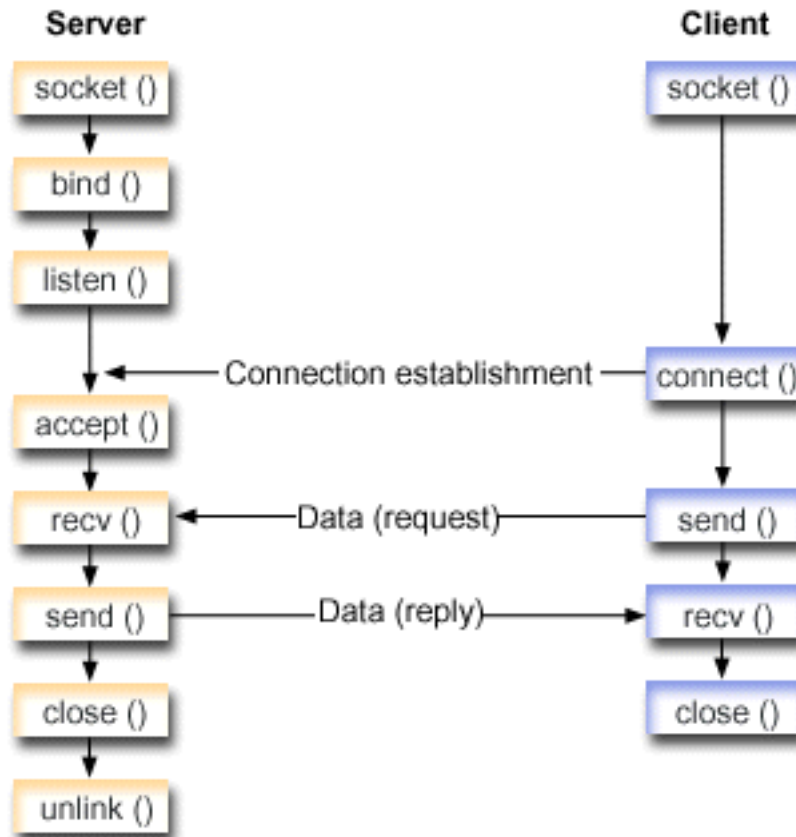 Server
Client
socket ()
socket ()
bind ()
listen ()
Connection establishment
connect ()
accept ()
recv ()
Data (request)
send ()
send ()
Data (reply)
recv ()
close ()
close ()
unlink ()